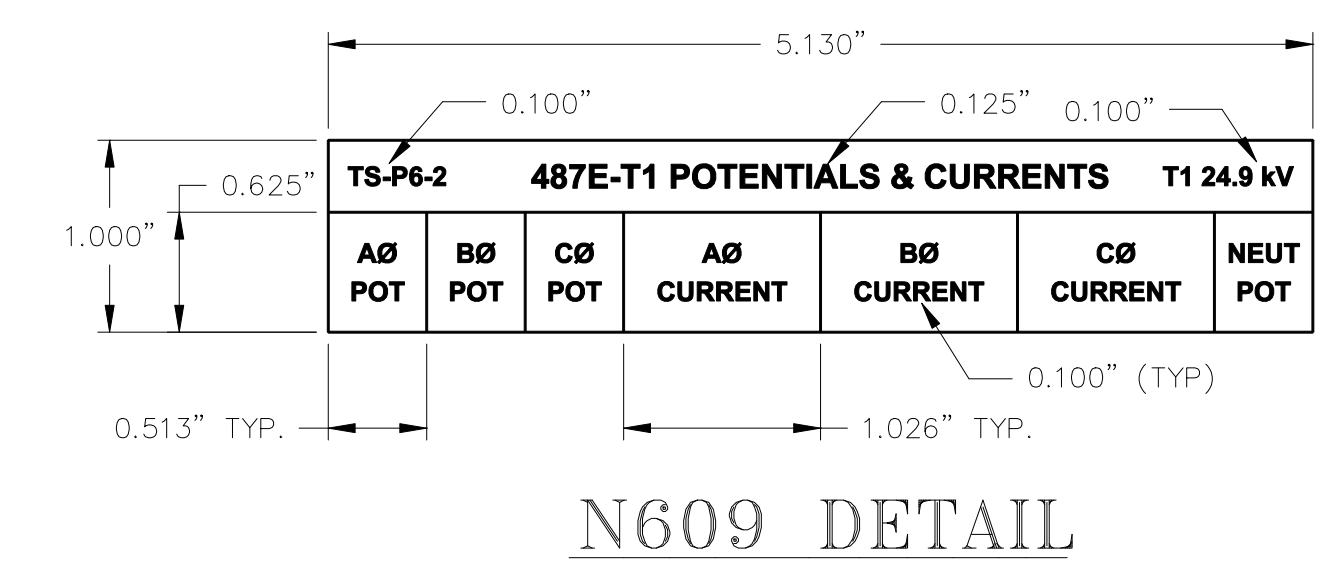 5.130”
0.100”
0.125”
0.100”
TS-P6-2 487E-T1 POTENTIALS & CURRENTS T1 24.9 kV
0.625”
1.000”
AØ POT
BØ POT
CØ POT
AØ CURRENT
BØ CURRENT
CØ CURRENT
NEUT POT
0.100” (TYP)
0.513” TYP.
1.026” TYP.
N609 DETAIL